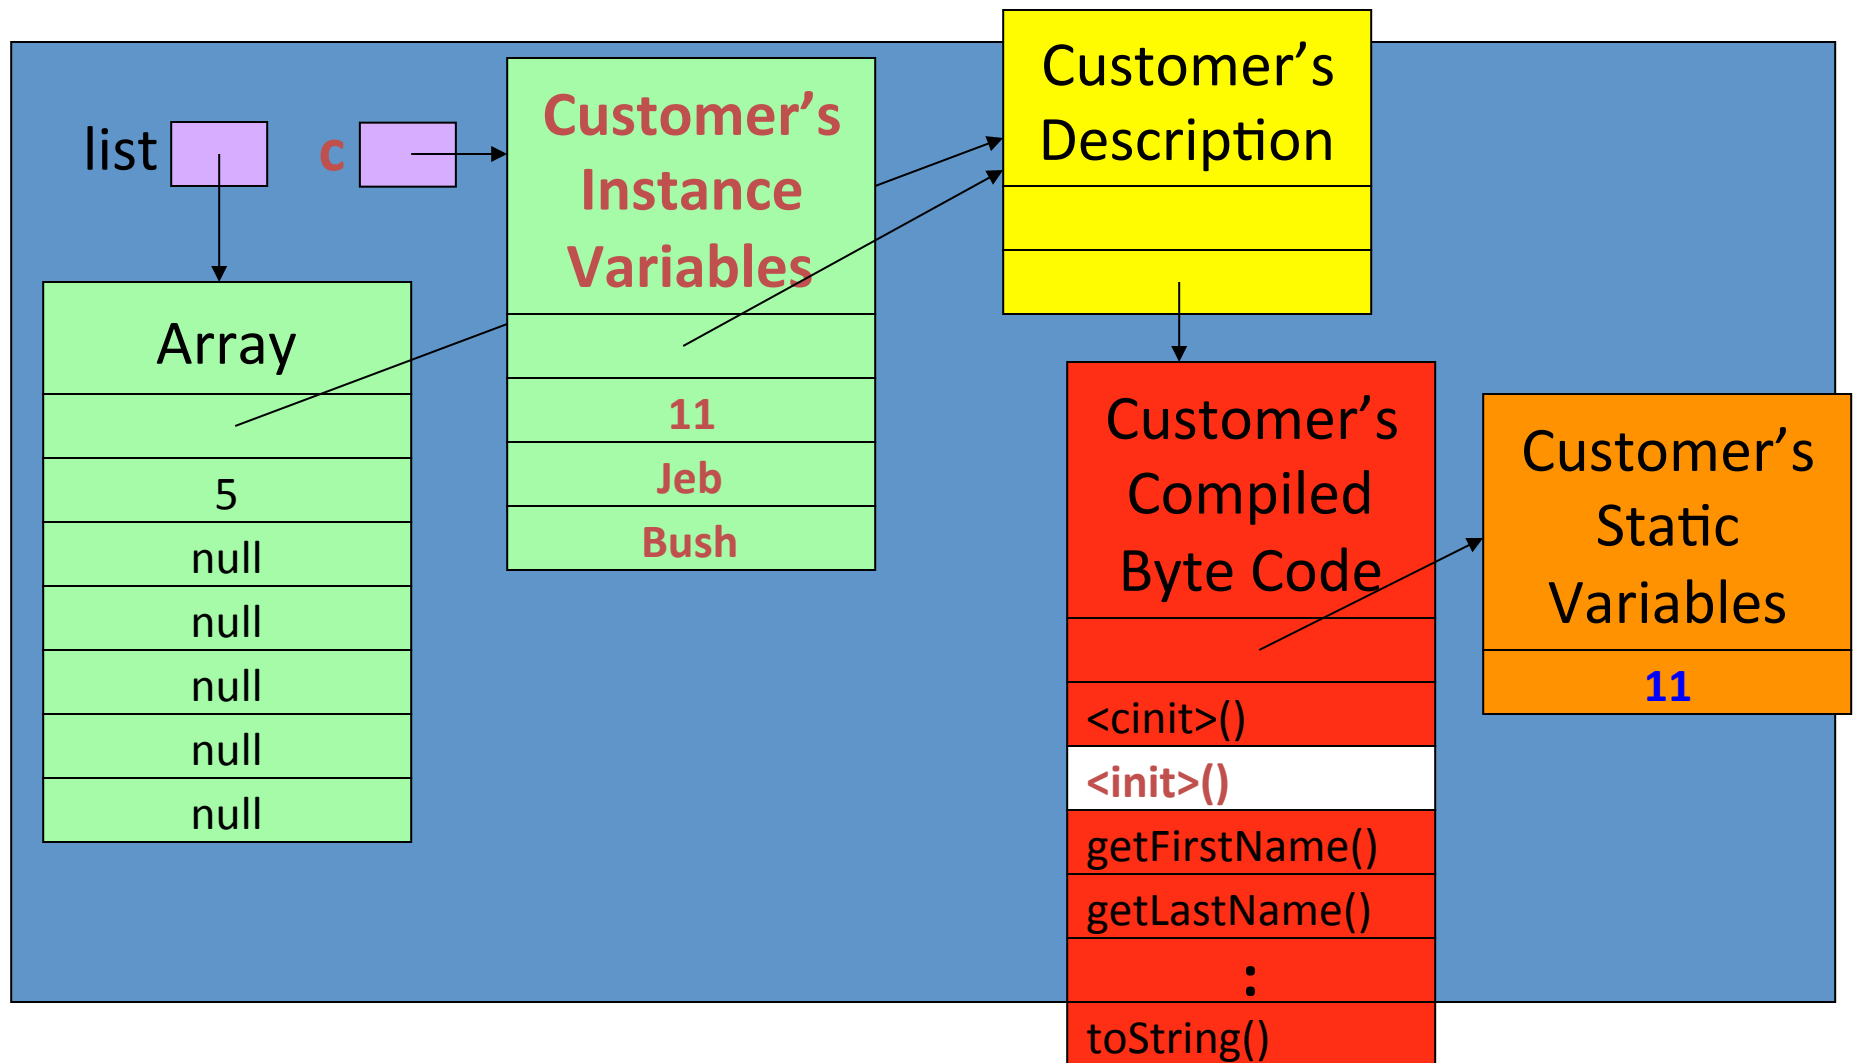 list
c
Customer’s
Instance
Variables
11
Jeb
Bush
Array
5
null
null
null
null
null
Customer’s
Description
Customer’s
Compiled
Byte Code
<cinit>()
<init>()
getFirstName()
getLastName()
:
toString()
Customer’s
Static
Variables
11